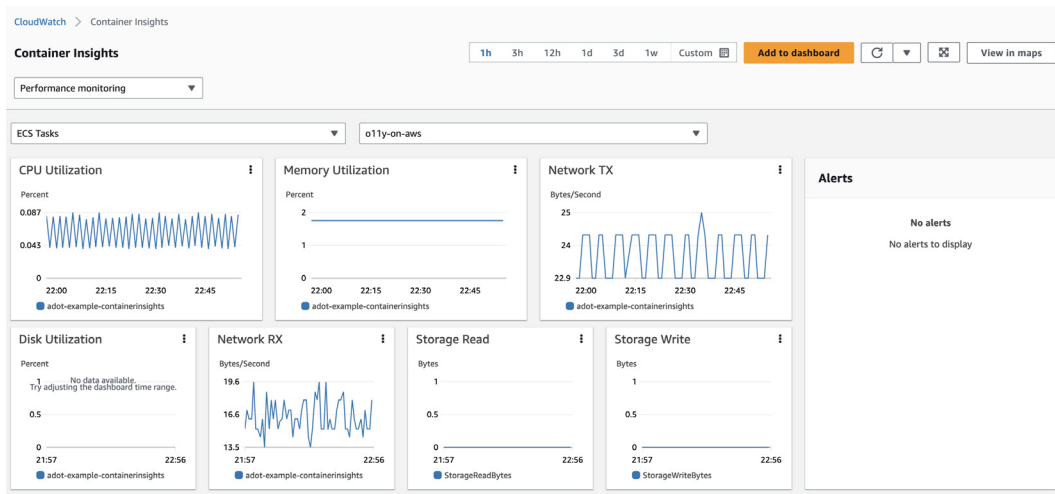 CloudWatch > Container Insights
Container Insights
1h 3h 12h 1d 3d 1w Custom
Add to dashboard
View in maps
Performance monitoring
ECS Tasks
o11y-on-aws
CPU Utilization
Percent
0.087
0.043
0
22:00 22:15 22:30 22:45
adot-example-containerinsights
Memory Utilization
Percent
2
1
0
22:00 22:15 22:30 22:45
adot-example-containerinsights
Network TX
Bytes/Second
25
24
22.9
22:00 22:15 22:30 22:45
adot-example-containerinsights
Alerts
No alerts
No alerts to display
Disk Utilization
Percent
1
No data available.
Try adjusting the dashboard time range.
0.5
0
21:57 22:56
adot-example-containerinsights
Network RX
Bytes/Second
19.6
16.6
13.5
21:57 22:56
adot-example-containerinsights
Storage Read
Bytes
1
0.5
0
21:57 22:56
StorageReadBytes
Storage Write
Bytes
1
0.5
0
21:57 22:56
StorageWriteBytes